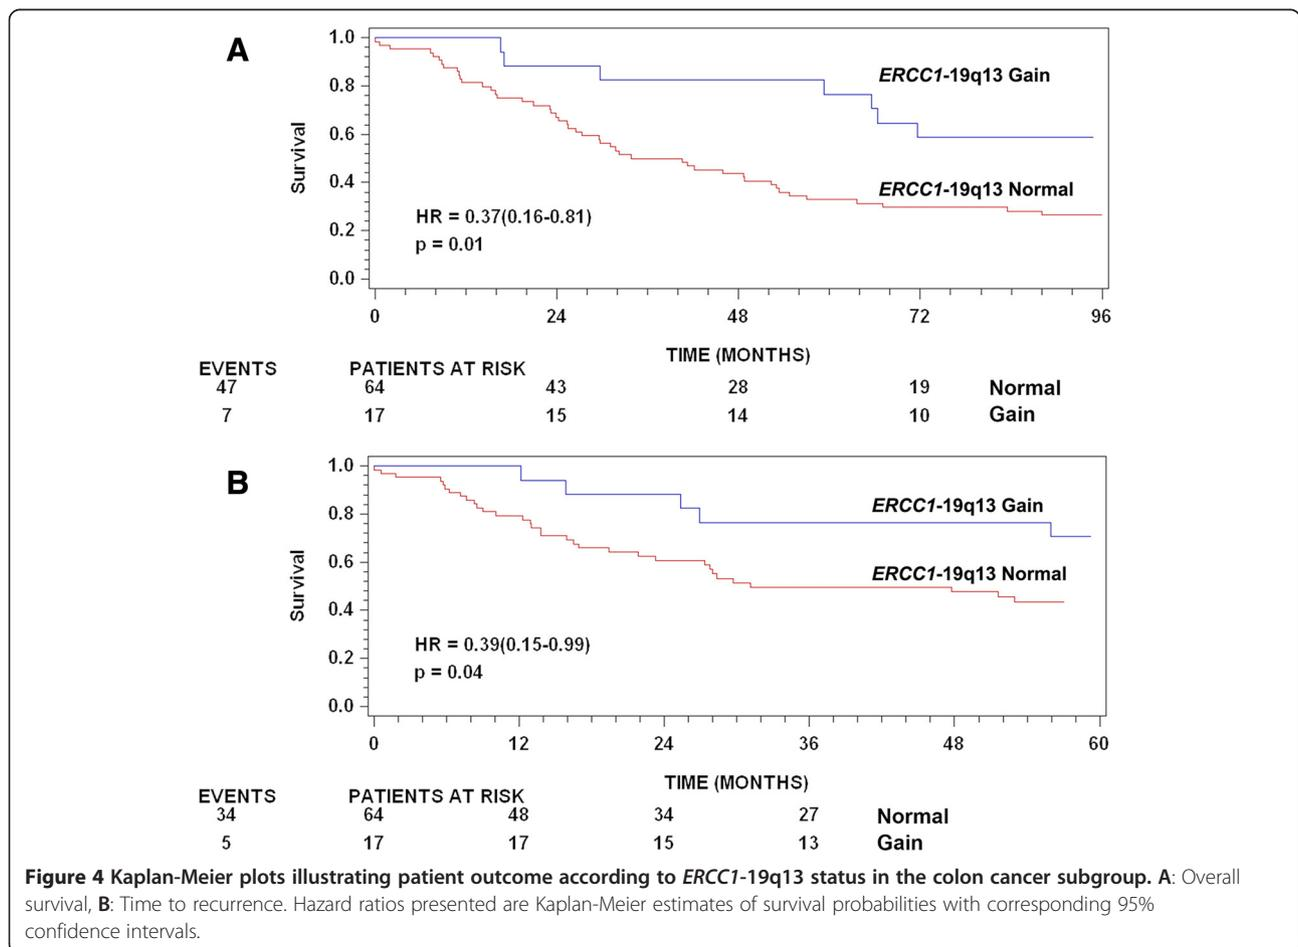 A
1.0
0.8
0.6
0.4
0.2
0.0
Survival
ERCC1-19q13 Gain
ERCC1-19q13 Normal
HR = 0.37(0.16-0.81)
p = 0.01
0 24 48 72 96
TIME (MONTHS)
EVENTS PATIENTS AT RISK
47 64 43 28 19 Normal
7 17 15 14 10 Gain
B
1.0
0.8
0.6
0.4
0.2
0.0
Survival
ERCC1-19q13 Gain
ERCC1-19q13 Normal
HR = 0.39(0.15-0.99)
p = 0.04
0 12 24 36 48 60
TIME (MONTHS)
EVENTS PATIENTS AT RISK
34 64 48 34 27 Normal
5 17 17 15 13 Gain
Figure 4 Kaplan-Meier plots illustrating patient outcome according to ERCC1-19q13 status in the colon cancer subgroup. A: Overall
survival, B: Time to recurrence. Hazard ratios presented are Kaplan-Meier estimates of survival probabilities with corresponding 95%
confidence intervals.